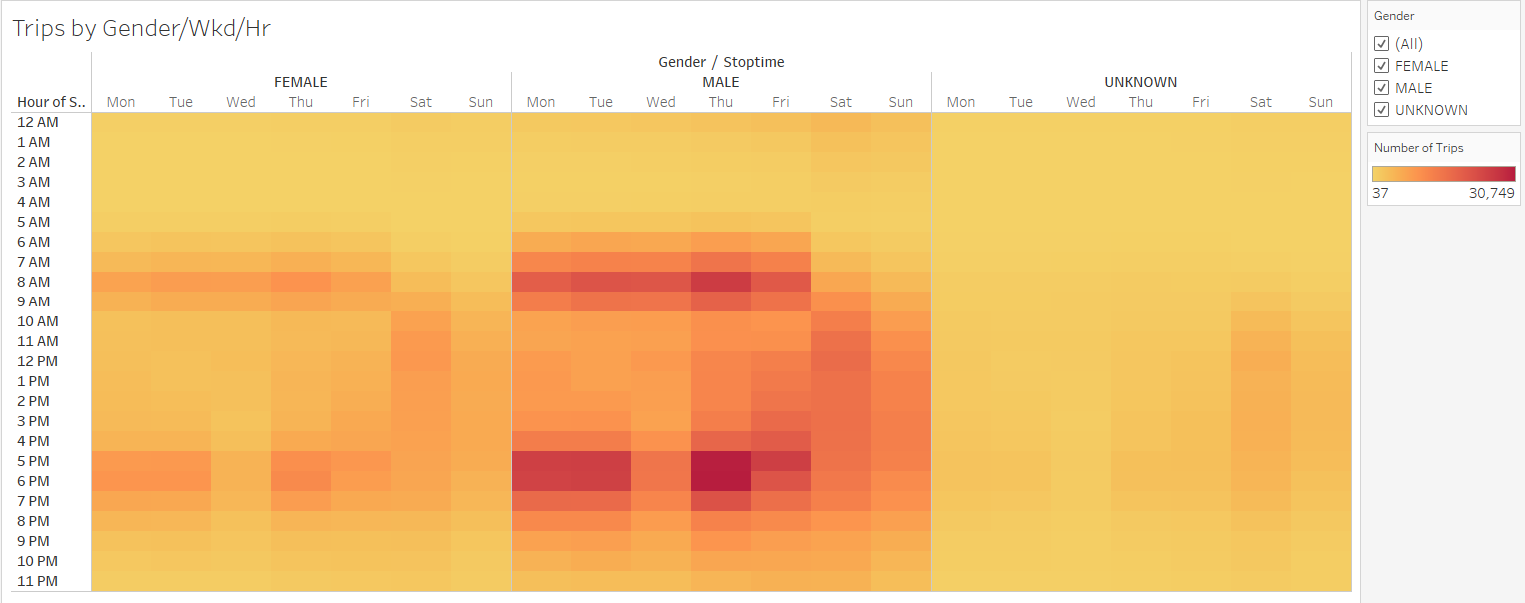 Trips by Gender/Wkd/Hr
Gender / Stoptime
FEMALE MALE UNKNOWN
Hour of S.. Mon Tue Wed Thu Fri Sat Sun Mon Tue Wed Thu Fri Sat Sun Mon Tue Wed Thu Fri Sat Sun
12 AM
1 AM
2 AM
3 AM
4 AM
5 AM
6 AM
7 AM
8 AM
9 AM
10 AM
11 AM
12 PM
1 PM
2 PM
3 PM
4 PM
5 PM
6 PM
7 PM
8 PM
9 PM
10 PM
11 PM
Gender
(All)
FEMALE
MALE
UNKNOWN
Number of Trips
37 30,749